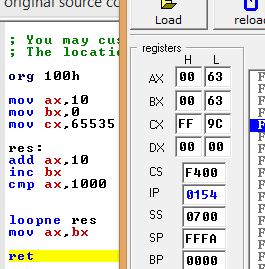 original source co
; You may cus
; The locatio
org 100h
mov ax,10
mov bx,0
mov cx,65535
res:
add ax,10
inc bx
cmp ax,1000
loopne res
mov ax,bx
ret
Load
reload
registers
H L
AX 00 63
BX 00 63
CX FF 9C
DX 00 00
CS F400
IP 0154
SS 0700
SP FFFA
BP 0000
F
F
F
F
F
F
F
F
F
F
F
F